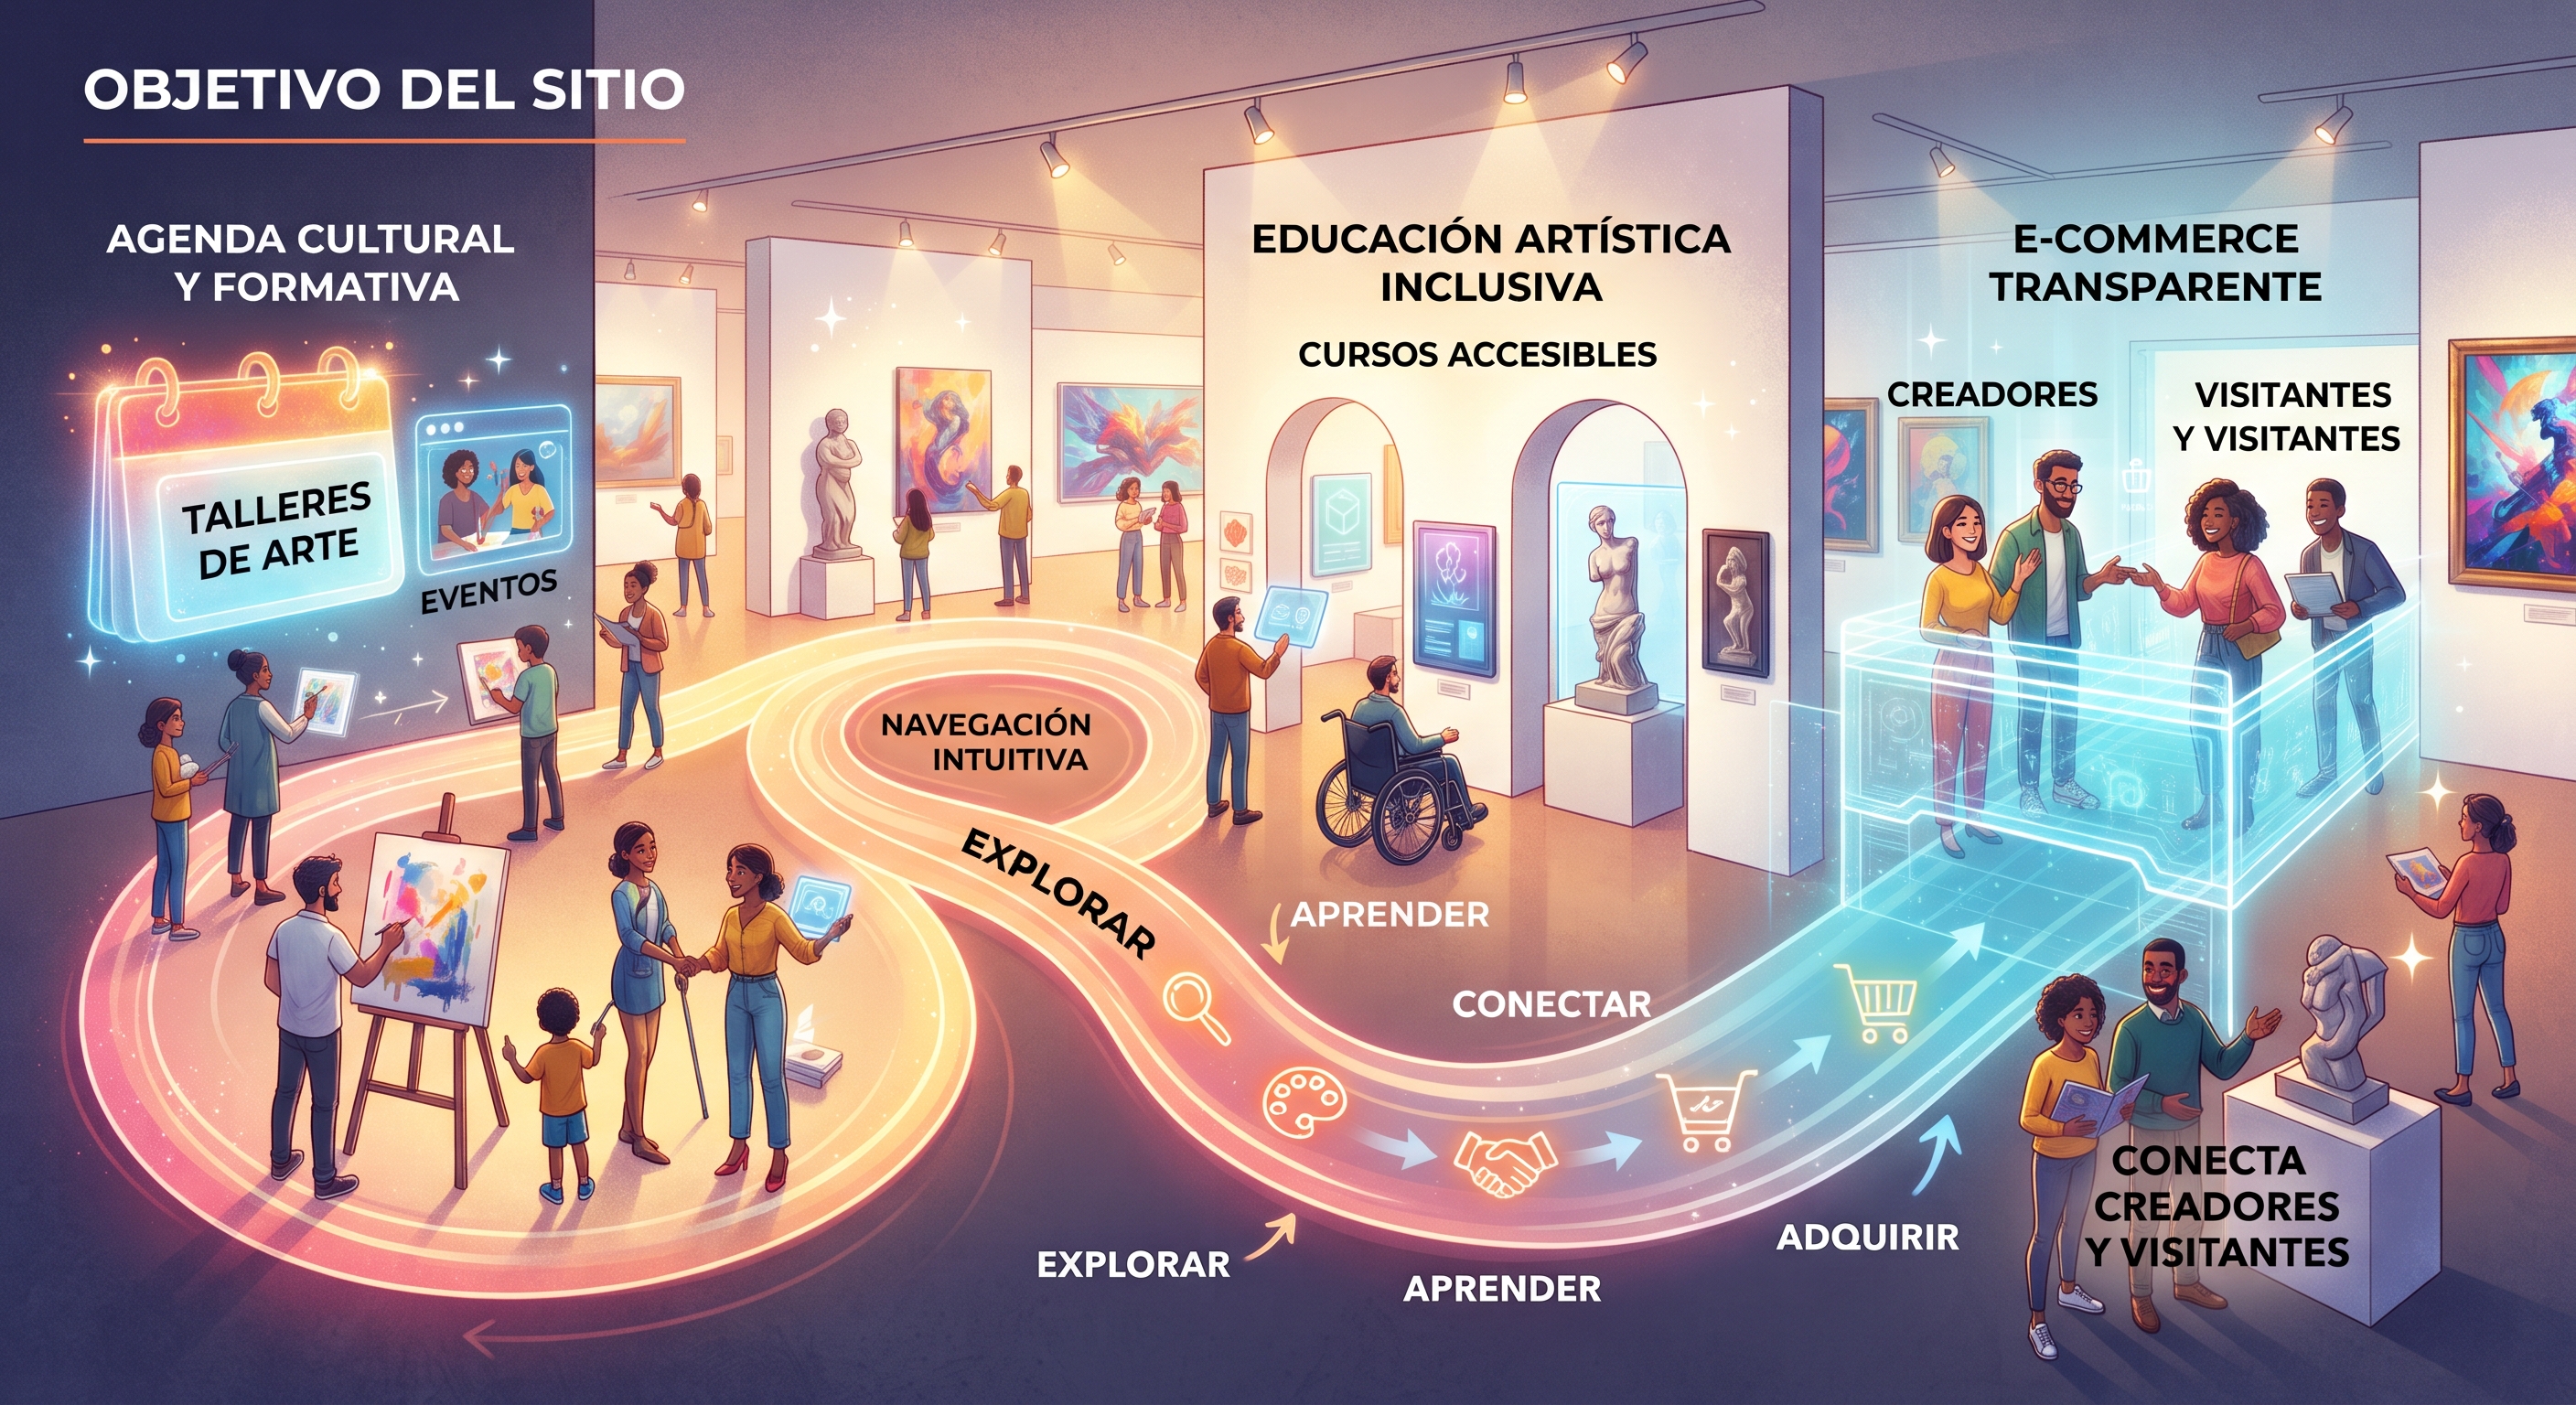 OBJETIVO DEL SITIO
AGENDA CULTURAL
Y FORMATIVA
TALLERES
DE ARTE
EVENTOS
NAVEGACIÓN
INTUITIVA
EXPLORAR
EDUCACIÓN ARTÍSTICA
INCLUSIVA
CURSOS ACCESIBLES
E-COMMERCE
TRANSPARENTE
CREADORES
VISITANTES
Y VISITANTES
APRENDER
CONECTAR
EXPLORAR
APRENDER
ADQUIRIR
CONECTA
CREADORES
Y VISITANTES